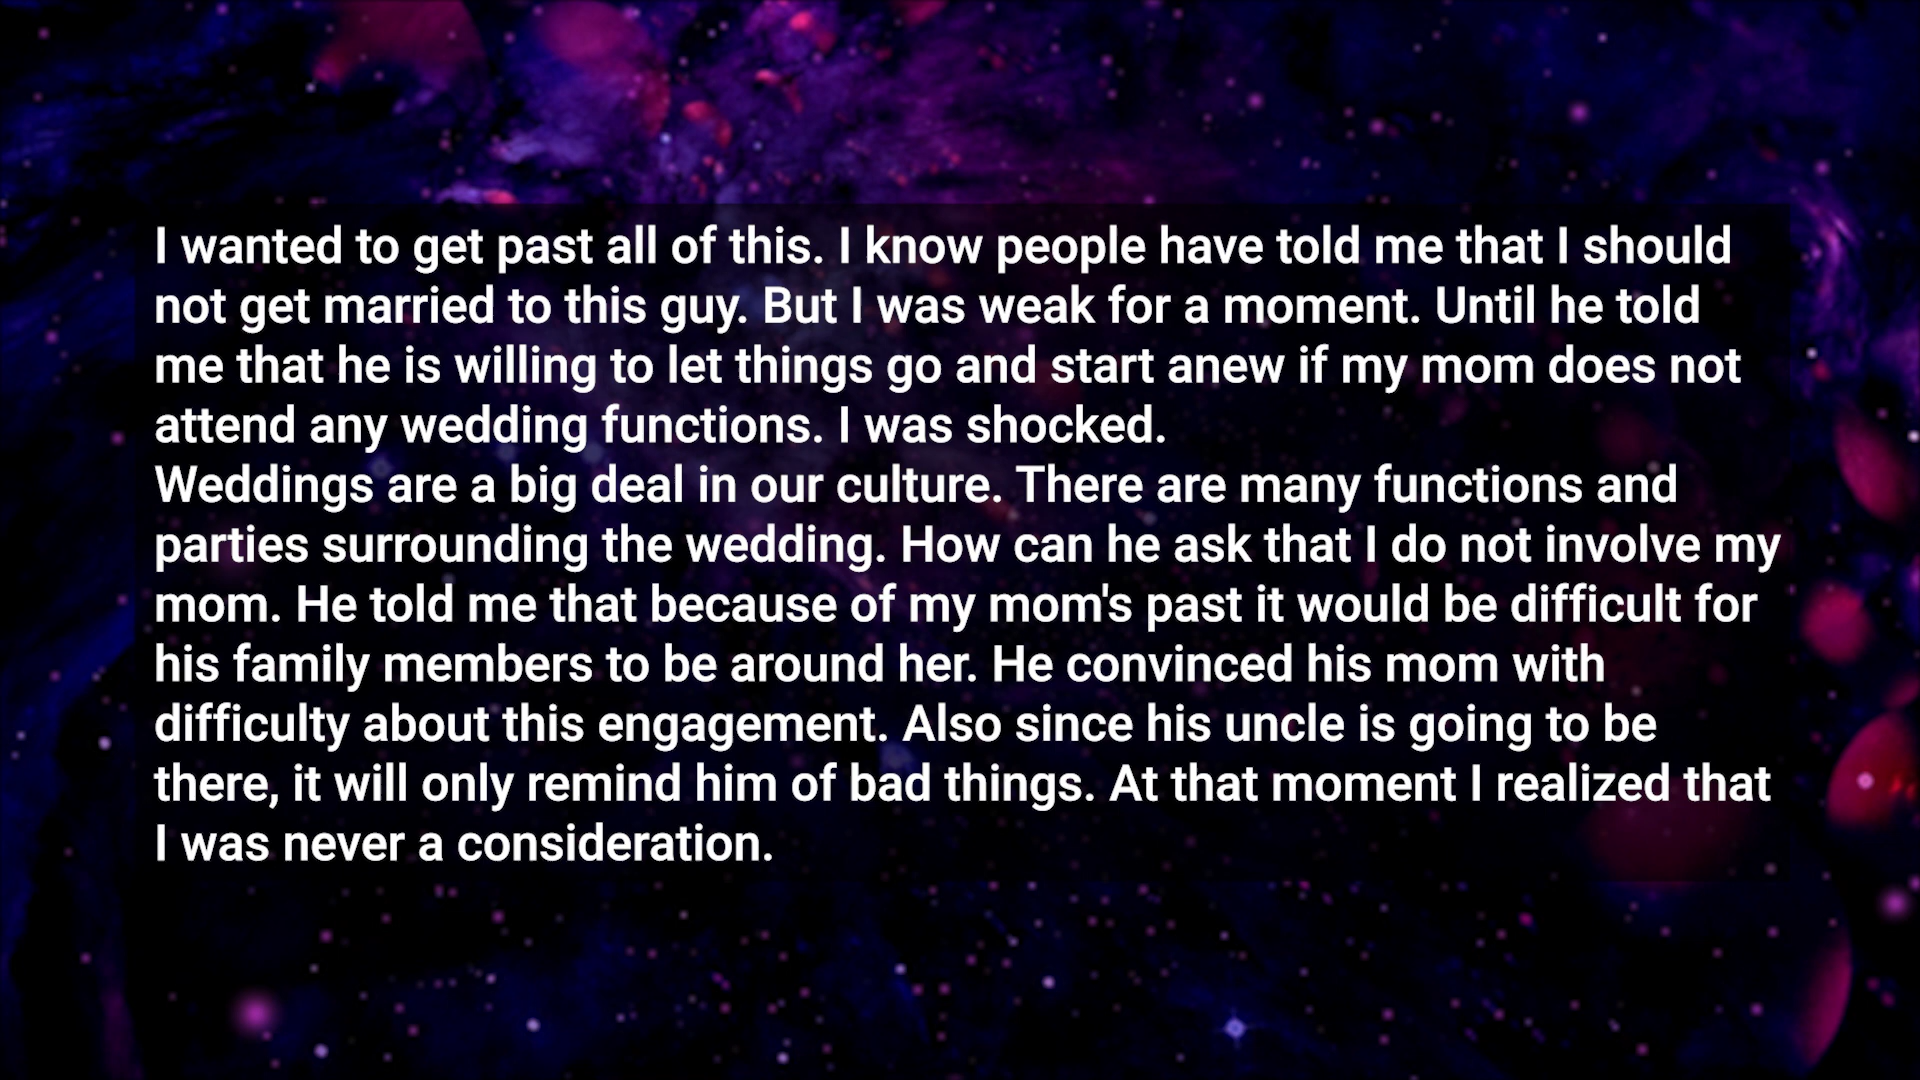 I wanted to get past all of this. I know people have told me that I should
not get married to this guy. But I was weak for a moment. Until he told
me that he is willing to let things go and start anew if my mom does not
attend any wedding functions. I was shocked.
Weddings are a big deal in our culture. There are many functions and
parties surrounding the wedding. How can he ask that I do not involve my
mom. He told me that because of my mom's past it would be difficult for
his family members to be around her. He convinced his mom with
difficulty about this engagement. Also since his uncle is going to be
there, it will only remind him of bad things. At that moment I realized that
I was never a consideration.